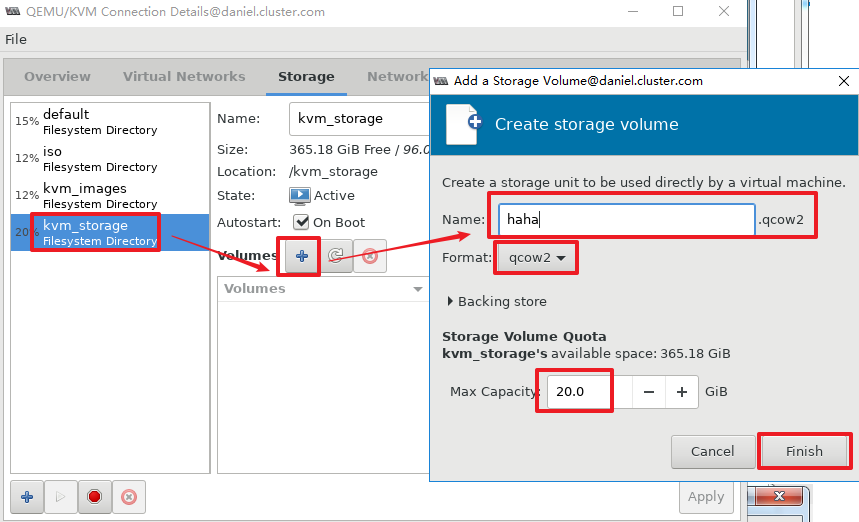 QEMU/KVM Connection Details@daniel.cluster.com
File
Overview
Virtual Networks
Storage
Network
15%
default
Filesystem Directory
12%
iso
Filesystem Directory
12%
kvm_images
Filesystem Directory
20%
kvm_storage
Filesystem Directory
Name:
kvm_storage
Size:
365.18 GiB Free / 96.0
Location:
/kvm_storage
State:
Active
Autostart:
On Boot
Volumes
Volumes
Apply
Add a Storage Volume@daniel.cluster.com
Create storage volume
Create a storage unit to be used directly by a virtual machine.
Name:
haha
.qcow2
Format:
qcow2
Backing store
Storage Volume Quota
kvm_storage's available space: 365.18 GiB
Max Capacity:
20.0
GiB
Cancel
Finish